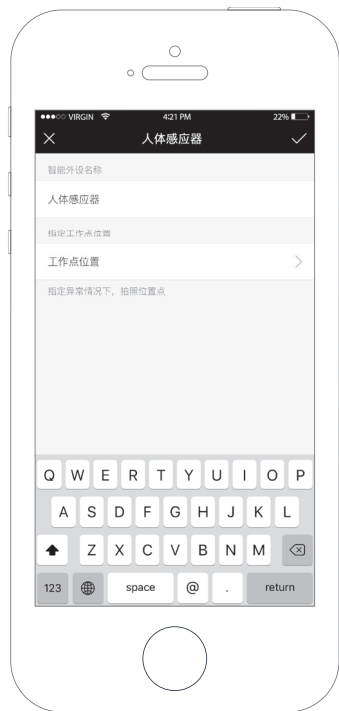 VIRGIN 4:21 PM 22%
人体感应器
智能外设名称
人体感应器
指定工作点位置
工作点位置
指定异常情况下，拍照位置点
Q W E R T Y U I O P
A S D F G H J K L
Z X C V B N M
123 space @ . return